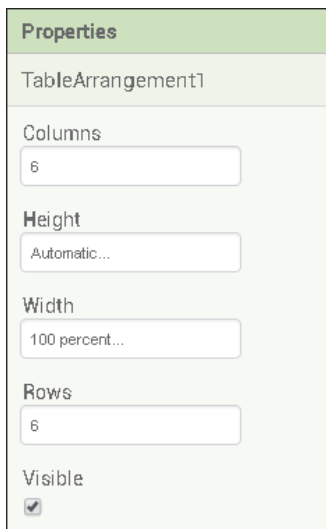 Properties
TableArrangement1
Columns
6
Height
Automatic...
Width
100 percent...
Rows
6
Visible